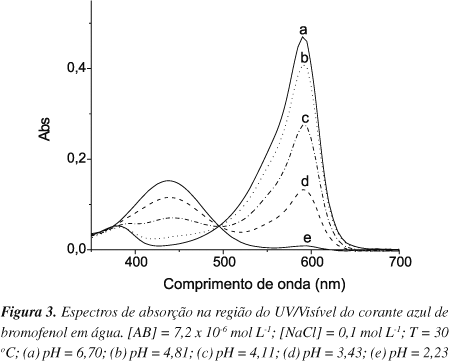 Abs
0,4
0,2
0,0
a
b
c
d
e
400 500 600 700
Comprimento de onda (nm)
Figura 3. Espectros de absorção na região do UV/Visível do corante azul de
bromofenol em água. [AB] = 7,2 x 10⁻⁶ mol L⁻¹; [NaCl] = 0,1 mol L⁻¹; T = 30
ºC; (a) pH = 6,70; (b) pH = 4,81; (c) pH = 4,11; (d) pH = 3,43; (e) pH = 2,23